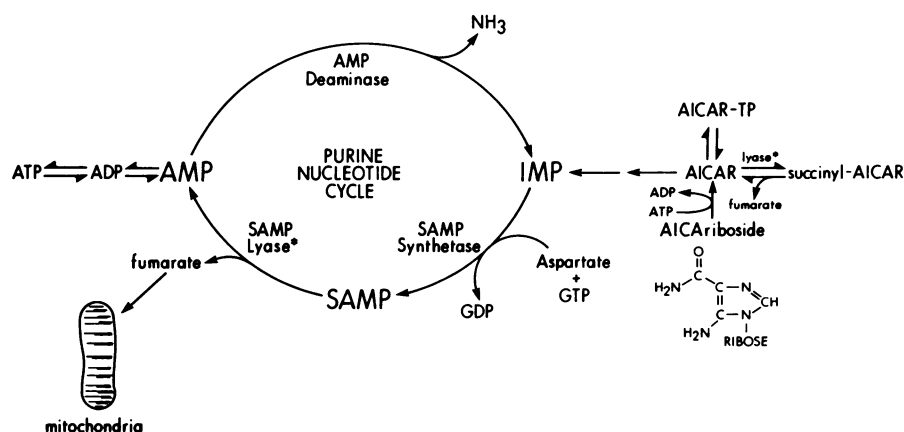 NH3
AMP
Deaminase
AICAR-TP
ATP
ADP
AMP
PURINE
NUCLEOTIDE
CYCLE
IMP
AICAR
lyase*
succinyl-AICAR
fumarate
ADP
ATP
AICAriboside
SAMP
Lyase*
SAMP
Synthetase
fumarate
SAMP
Aspartate
+
GTP
GDP
O
C
H2N
C
N
CH
C
N
H2N
RIBOSE
mitochondria